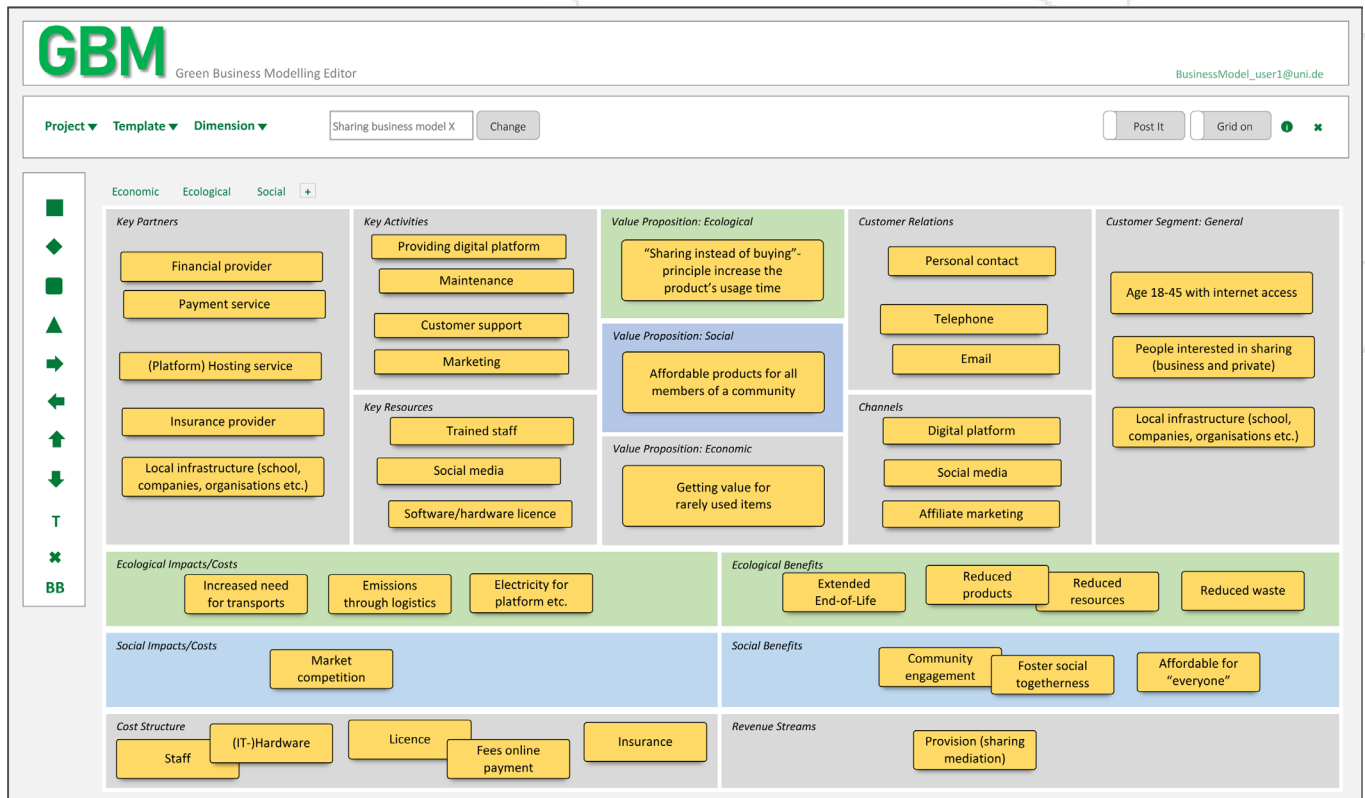 GBM
Green Business Modelling Editor
BusinessModel_user1@uni.de
Project
Template
Dimension
Sharing business model X
Change
Post It
Grid on
i
Economic
Ecological
Social
+
T
BB
Key Partners
Financial provider
Payment service
(Platform) Hosting service
Insurance provider
Local infrastructure (school,
companies, organisations etc.)
Key Activities
Providing digital platform
Maintenance
Customer support
Marketing
Key Resources
Trained staff
Social media
Software/hardware licence
Value Proposition: Ecological
“Sharing instead of buying”-
principle increase the
product’s usage time
Value Proposition: Social
Affordable products for all
members of a community
Value Proposition: Economic
Getting value for
rarely used items
Customer Relations
Personal contact
Telephone
Email
Channels
Digital platform
Social media
Affiliate marketing
Customer Segment: General
Age 18-45 with internet access
People interested in sharing
(business and private)
Local infrastructure (school,
companies, organisations etc.)
Ecological Impacts/Costs
Increased need
for transports
Emissions
through logistics
Electricity for
platform etc.
Ecological Benefits
Extended
End-of-Life
Reduced
products
Reduced
resources
Reduced waste
Social Impacts/Costs
Market
competition
Social Benefits
Community
engagement
Foster social
togetherness
Affordable for
“everyone”
Cost Structure
Staff
(IT-)Hardware
Licence
Fees online
payment
Insurance
Revenue Streams
Provision (sharing
mediation)